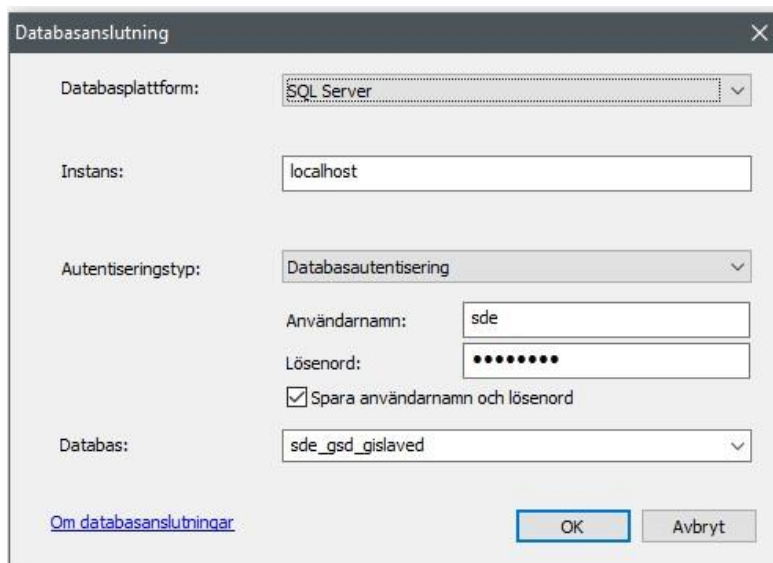 Databasanslutning
Databasplattform: SQL Server
Instans: localhost
Autentiseringstyp: Databasautentisering
Användarnamn: sde
Lösenord: ••••••••
Spara användarnamn och lösenord
Databas: sde_gsd_gislaved
Om databasanslutningar OK Avbryt